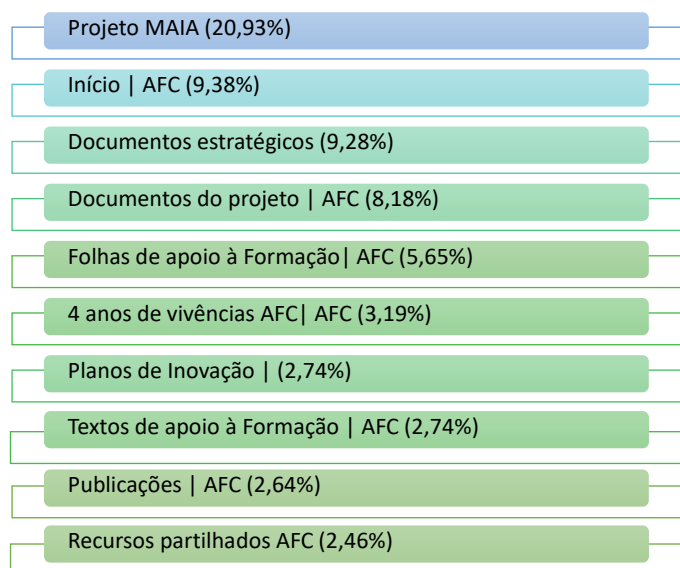 Projeto MAIA (20,93%)
Início | AFC (9,38%)
Documentos estratégicos (9,28%)
Documentos do projeto | AFC (8,18%)
Folhas de apoio à Formação| AFC (5,65%)
4 anos de vivências AFC| AFC (3,19%)
Planos de Inovação | (2,74%)
Textos de apoio à Formação | AFC (2,74%)
Publicações | AFC (2,64%)
Recursos partilhados AFC (2,46%)